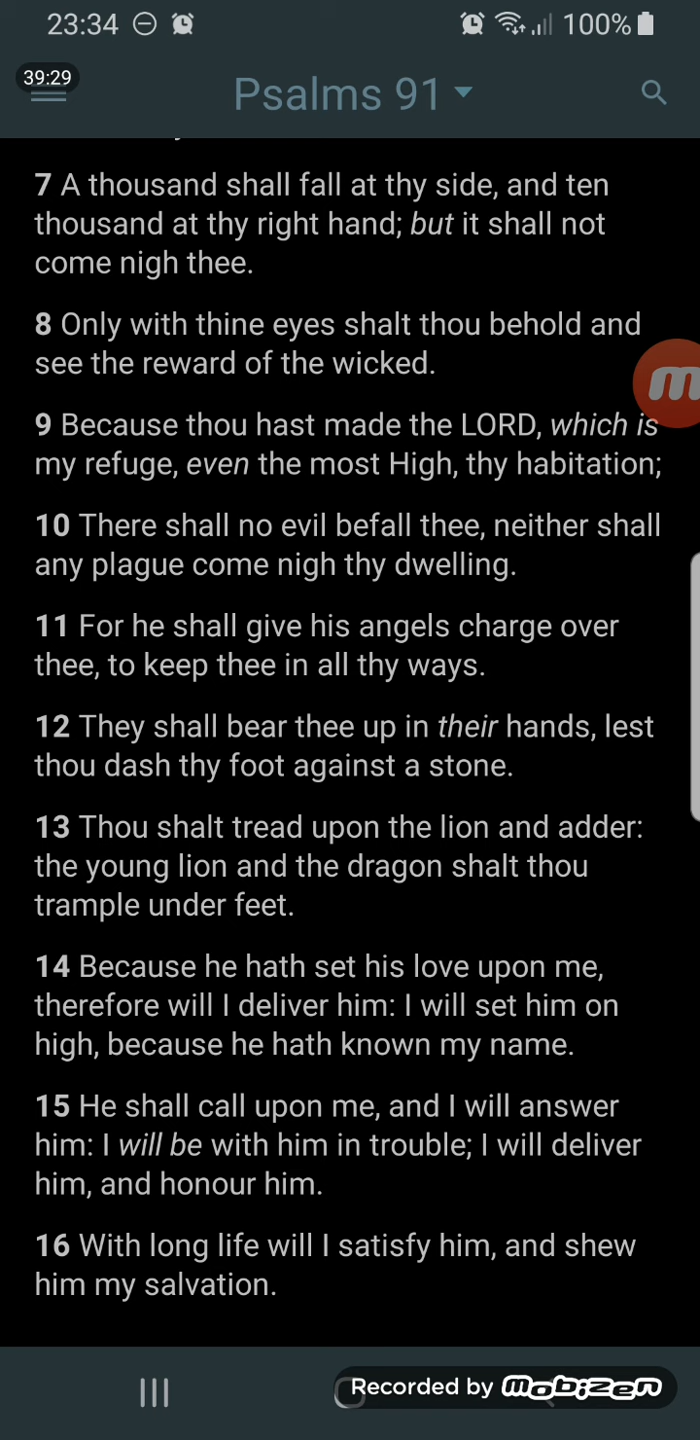 23:34
100%
39:29
Psalms 91
7 A thousand shall fall at thy side, and ten
thousand at thy right hand; but it shall not
come nigh thee.
8 Only with thine eyes shalt thou behold and
see the reward of the wicked.
9 Because thou hast made the LORD, which is
my refuge, even the most High, thy habitation;
10 There shall no evil befall thee, neither shall
any plague come nigh thy dwelling.
11 For he shall give his angels charge over
thee, to keep thee in all thy ways.
12 They shall bear thee up in their hands, lest
thou dash thy foot against a stone.
13 Thou shalt tread upon the lion and adder:
the young lion and the dragon shalt thou
trample under feet.
14 Because he hath set his love upon me,
therefore will I deliver him: I will set him on
high, because he hath known my name.
15 He shall call upon me, and I will answer
him: I will be with him in trouble; I will deliver
him, and honour him.
16 With long life will I satisfy him, and shew
him my salvation.
Recorded by mobizen